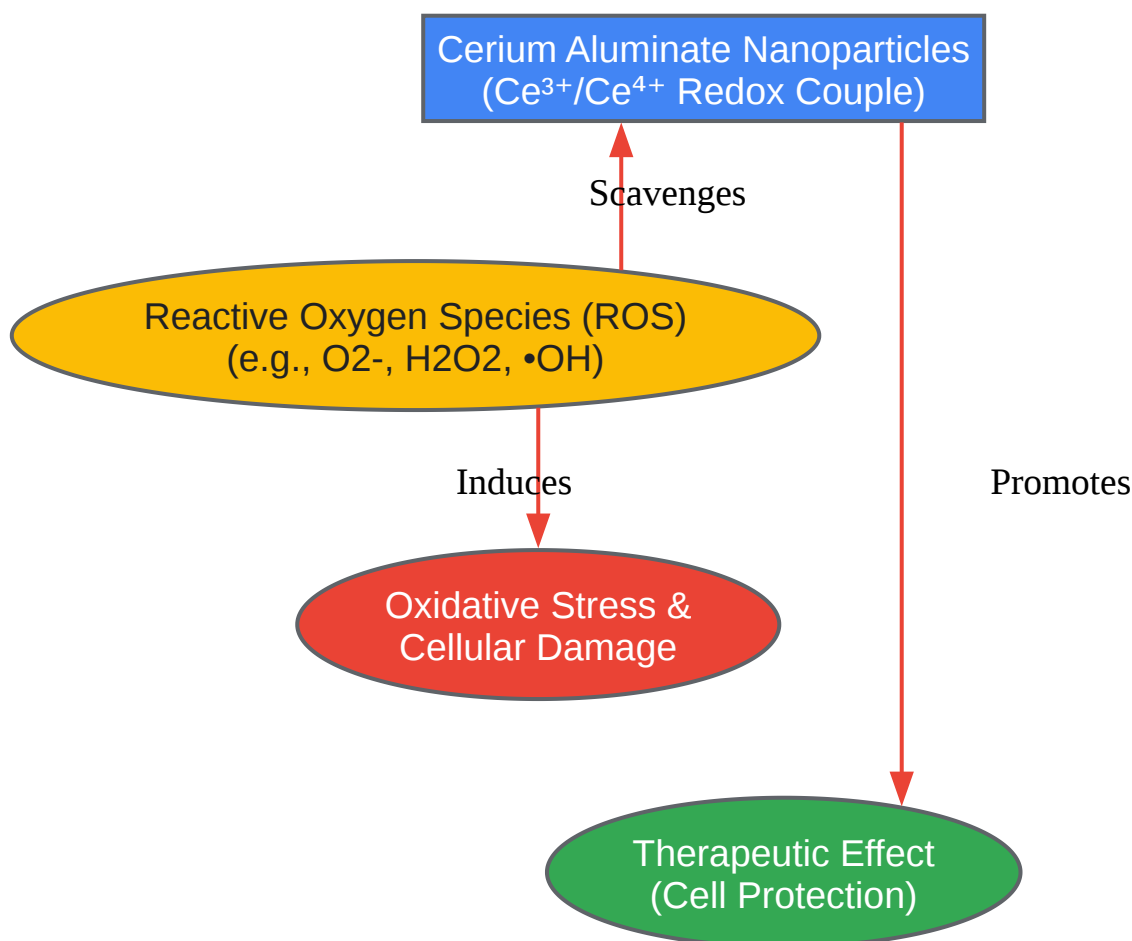 Cerium Aluminate Nanoparticles
(Ce³⁺/Ce⁴⁺ Redox Couple)
Scavenges
Reactive Oxygen Species (ROS)
(e.g., O2-, H2O2, •OH)
Induces
Promotes
Oxidative Stress &
Cellular Damage
Therapeutic Effect
(Cell Protection)